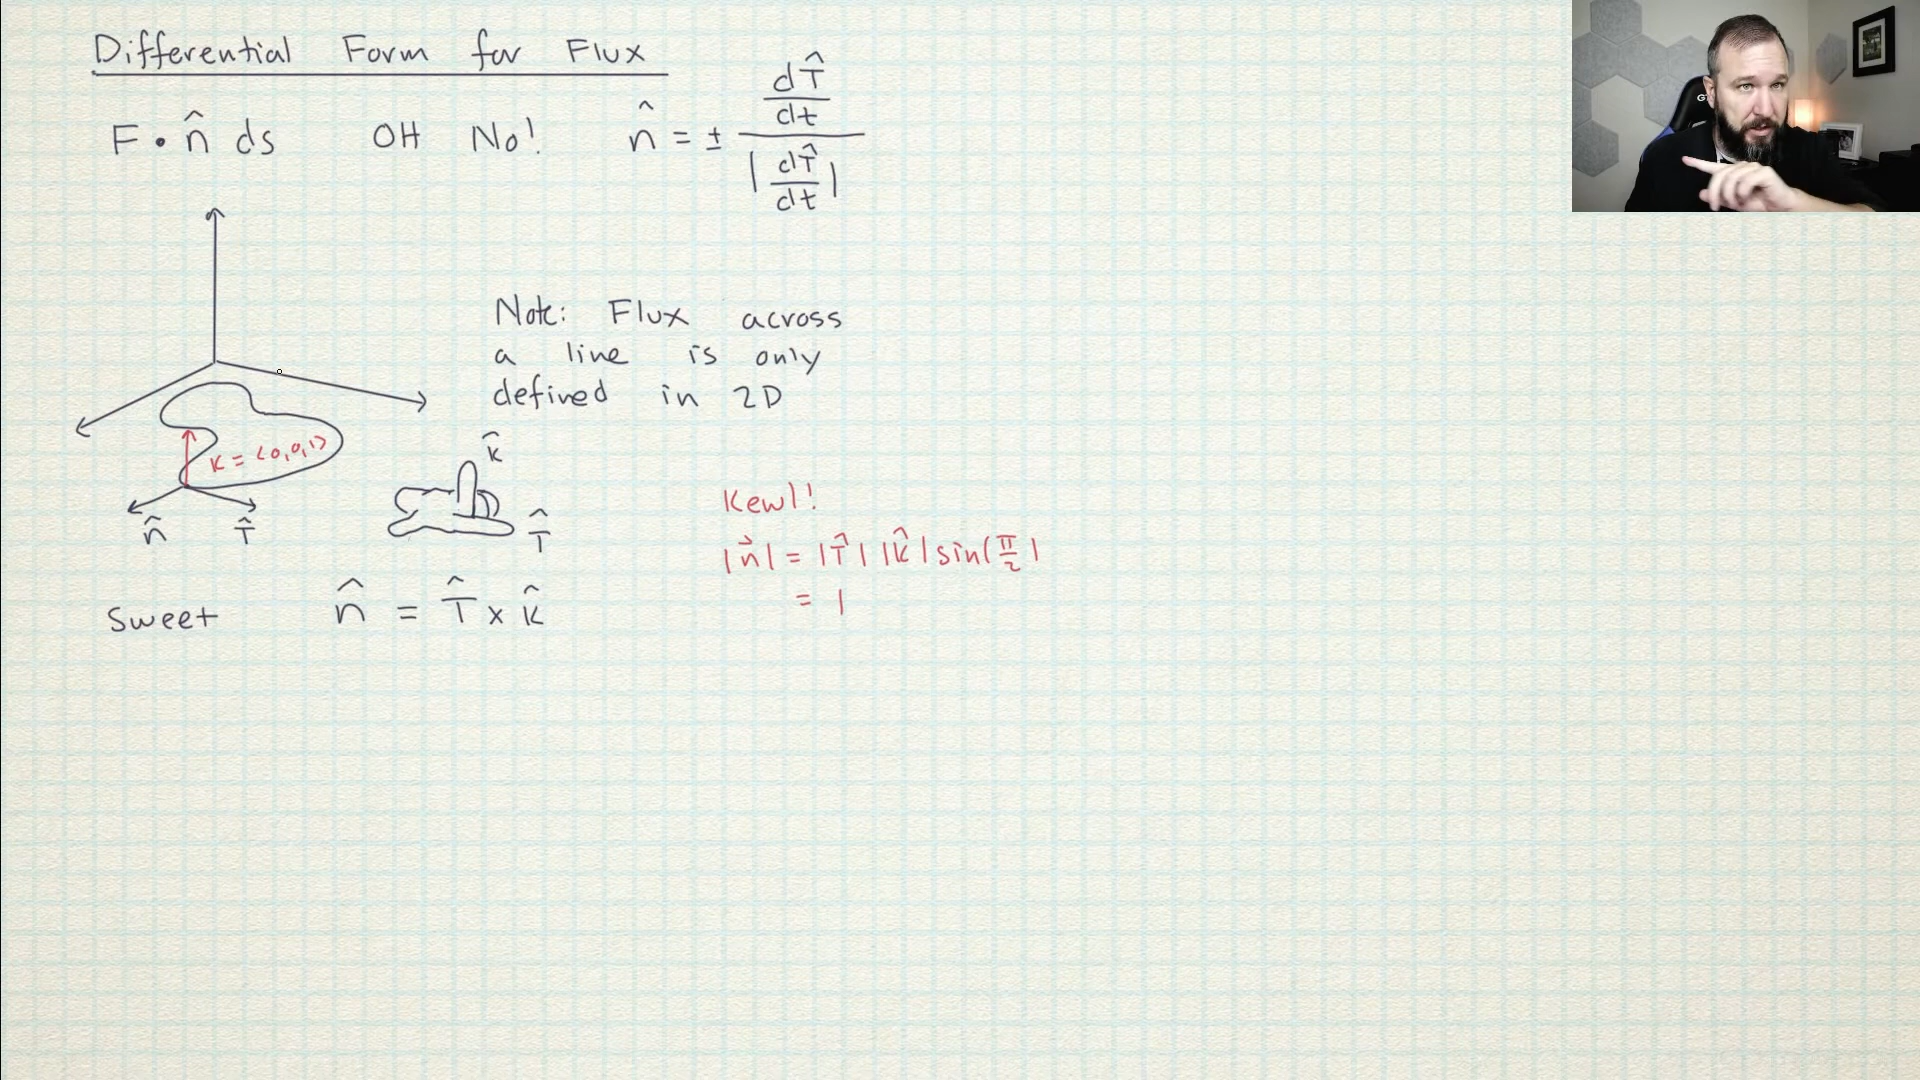 Differential Form for Flux
F • n̂ ds OH No! n̂ = ± (dT̂/dt) / |dT̂/dt|
Note: Flux across
a line is only
defined in 2D
K = ⟨0,0,1⟩
k̂
n̂ T̂
T̂
Kewl!
|n⃗| = |T̂| |k̂| sin(π/2)
= 1
Sweet n̂ = T̂ × k̂